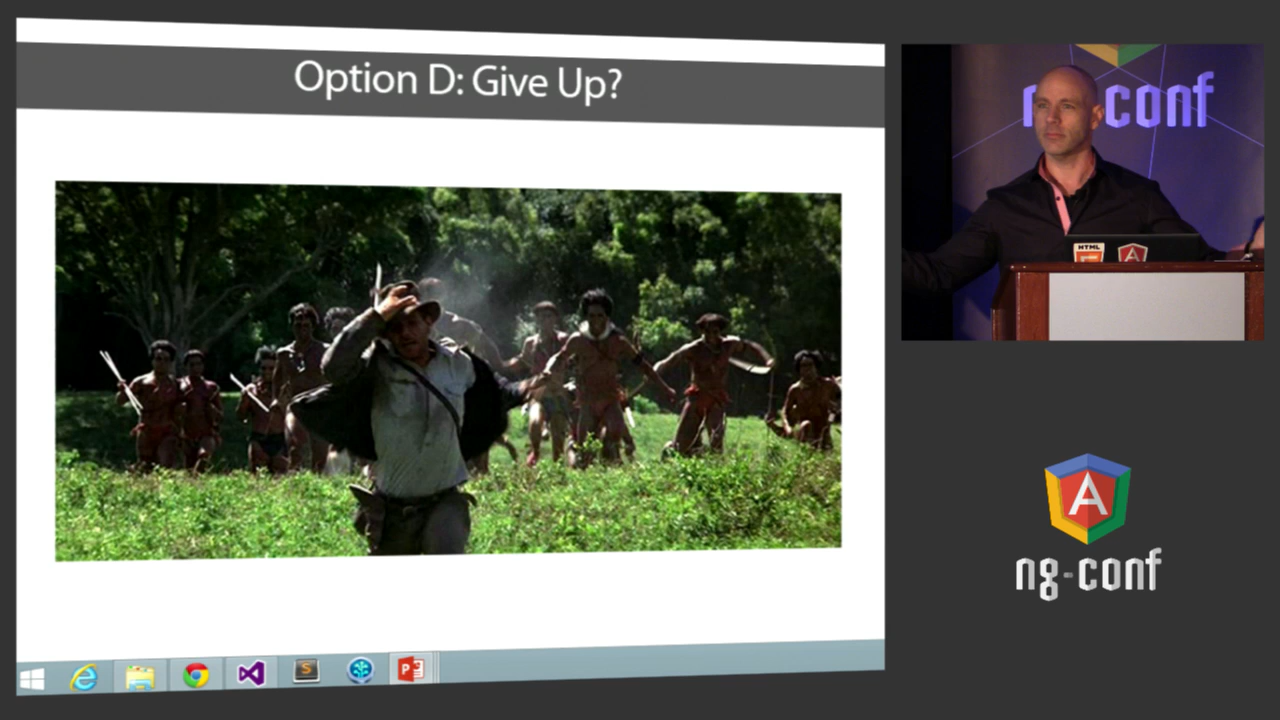 Option D: Give Up?
ng-conf
HTML
A
A
ng-conf